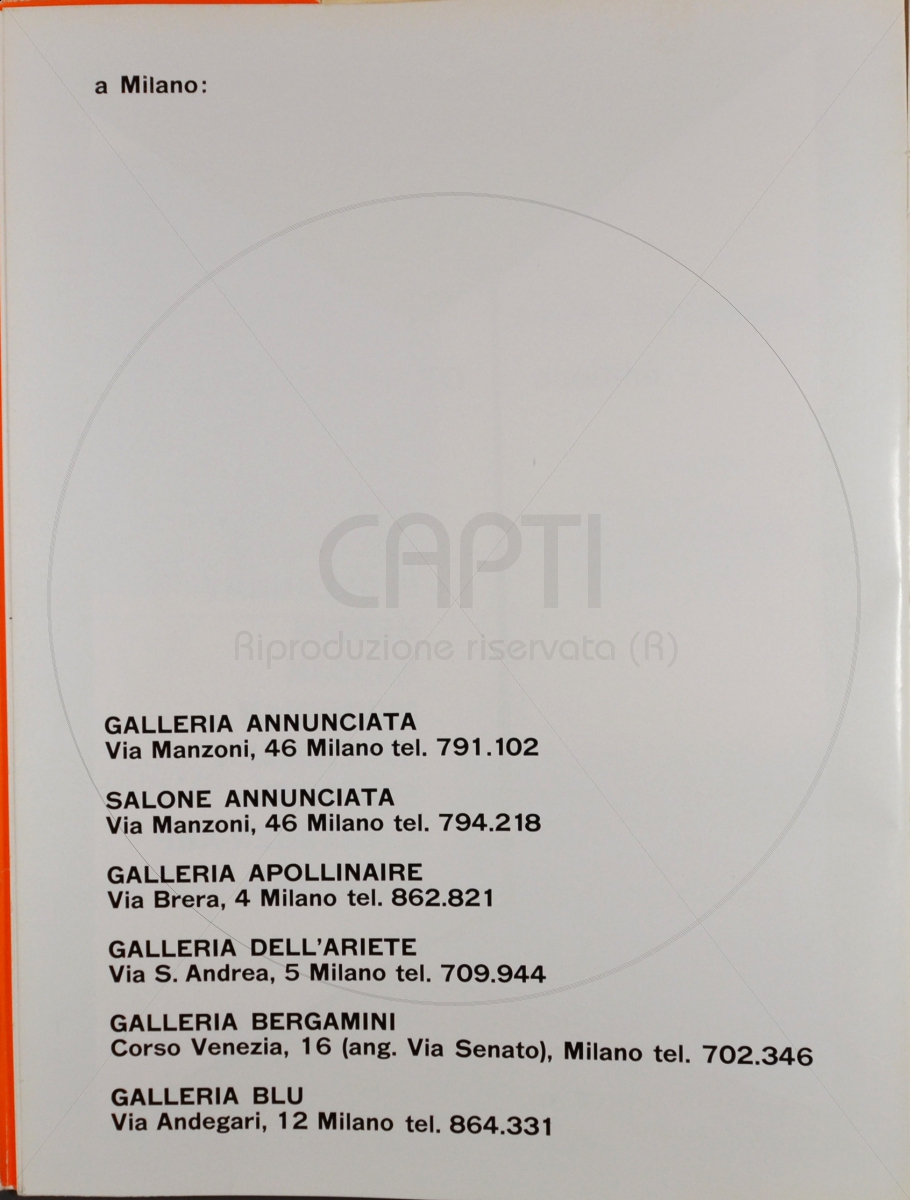 a Milano:
CAPTI
Riproduzione riservata (R)
GALLERIA ANNUNCIATA
Via Manzoni, 46 Milano tel. 791.102
SALONE ANNUNCIATA
Via Manzoni, 46 Milano tel. 794.218
GALLERIA APOLLINAIRE
Via Brera, 4 Milano tel. 862.821
GALLERIA DELL'ARIETE
Via S. Andrea, 5 Milano tel. 709.944
GALLERIA BERGAMINI
Corso Venezia, 16 (ang. Via Senato), Milano tel. 702.346
GALLERIA BLU
Via Andegari, 12 Milano tel. 864.331